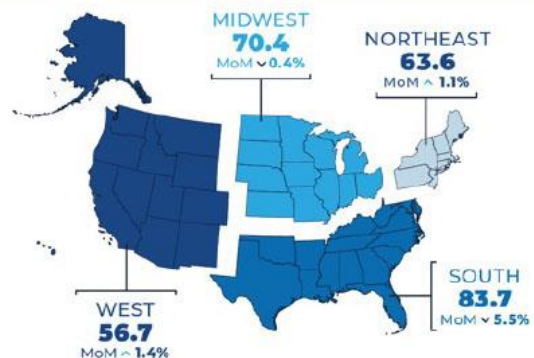 MIDWEST
70.4
MoM ˅ 0.4%
NORTHEAST
63.6
MoM ^ 1.1%
WEST
56.7
MoM ^ 1.4%
SOUTH
83.7
MoM ˅ 5.5%